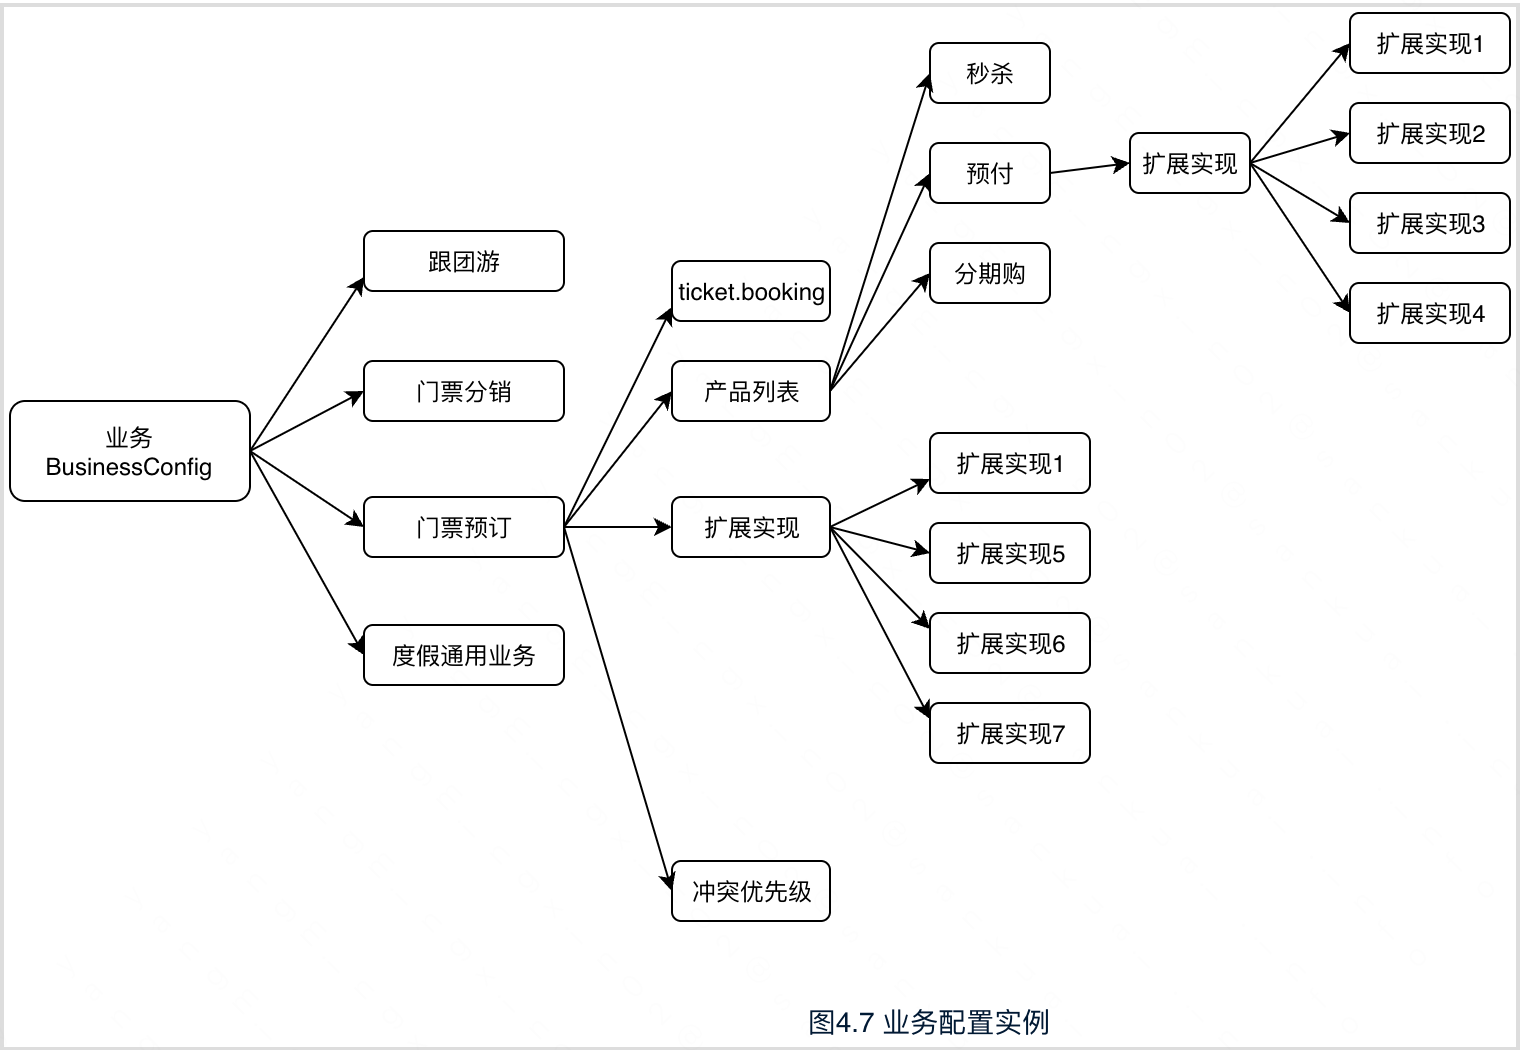 业务
BusinessConfig
跟团游
门票分销
门票预订
度假通用业务
ticket.booking
产品列表
扩展实现
冲突优先级
秒杀
预付
分期购
扩展实现1
扩展实现5
扩展实现6
扩展实现7
扩展实现
扩展实现1
扩展实现2
扩展实现3
扩展实现4
图4.7 业务配置实例